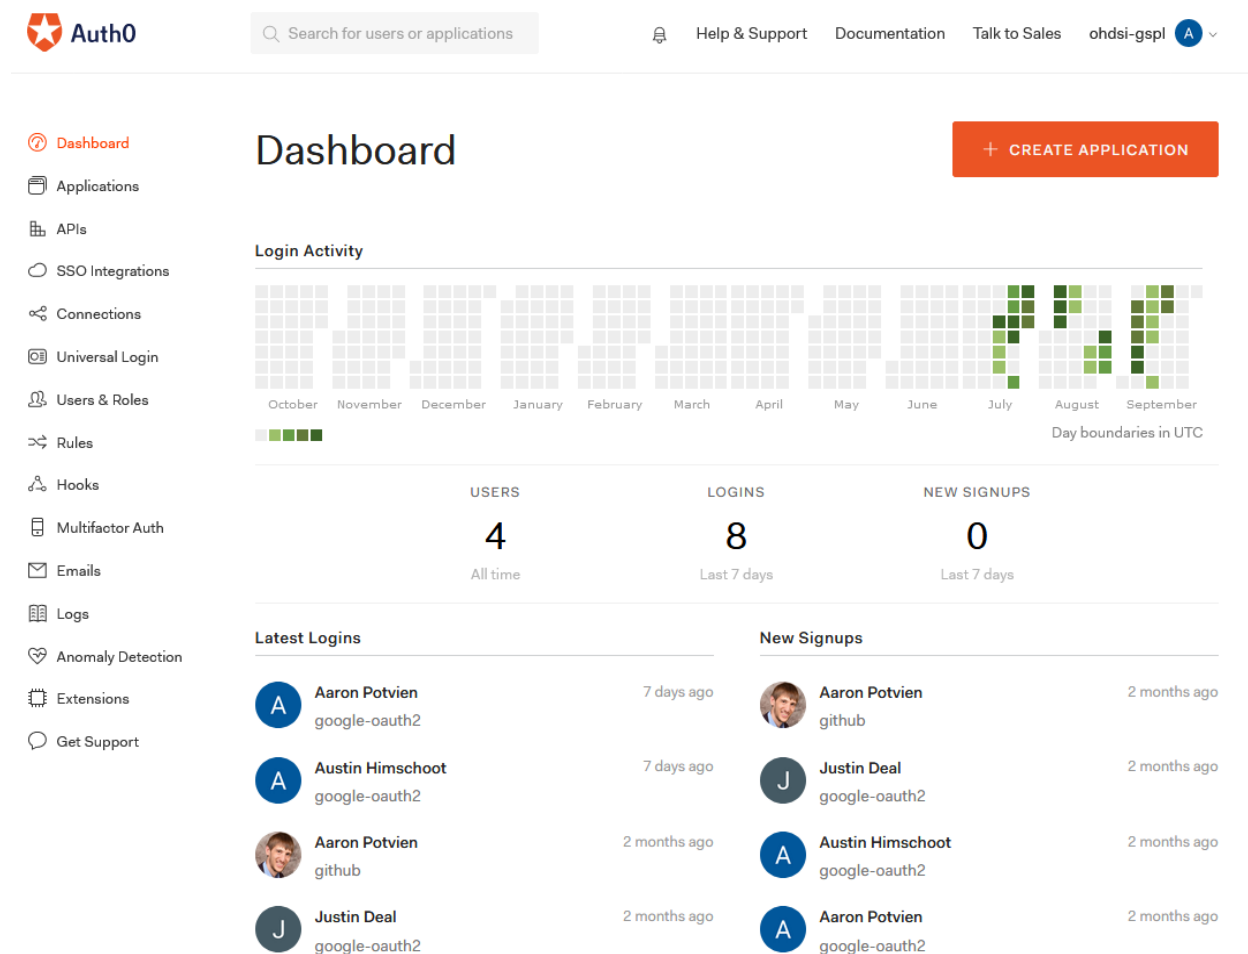 Auth0
Search for users or applications
Help & Support
Documentation
Talk to Sales
ohdsi-gspl
A
Dashboard
Applications
APIs
SSO Integrations
Connections
Universal Login
Users & Roles
Rules
Hooks
Multifactor Auth
Emails
Logs
Anomaly Detection
Extensions
Get Support
Dashboard
+ CREATE APPLICATION
Login Activity
October November December January February March April May June July August September
Day boundaries in UTC
USERS
4
All time
LOGINS
8
Last 7 days
NEW SIGNUPS
0
Last 7 days
Latest Logins
A
Aaron Potvien
7 days ago
google-oauth2
A
Austin Himschoot
7 days ago
google-oauth2
Aaron Potvien
2 months ago
github
J
Justin Deal
2 months ago
google-oauth2
New Signups
Aaron Potvien
2 months ago
github
J
Justin Deal
2 months ago
google-oauth2
A
Austin Himschoot
2 months ago
google-oauth2
A
Aaron Potvien
2 months ago
google-oauth2